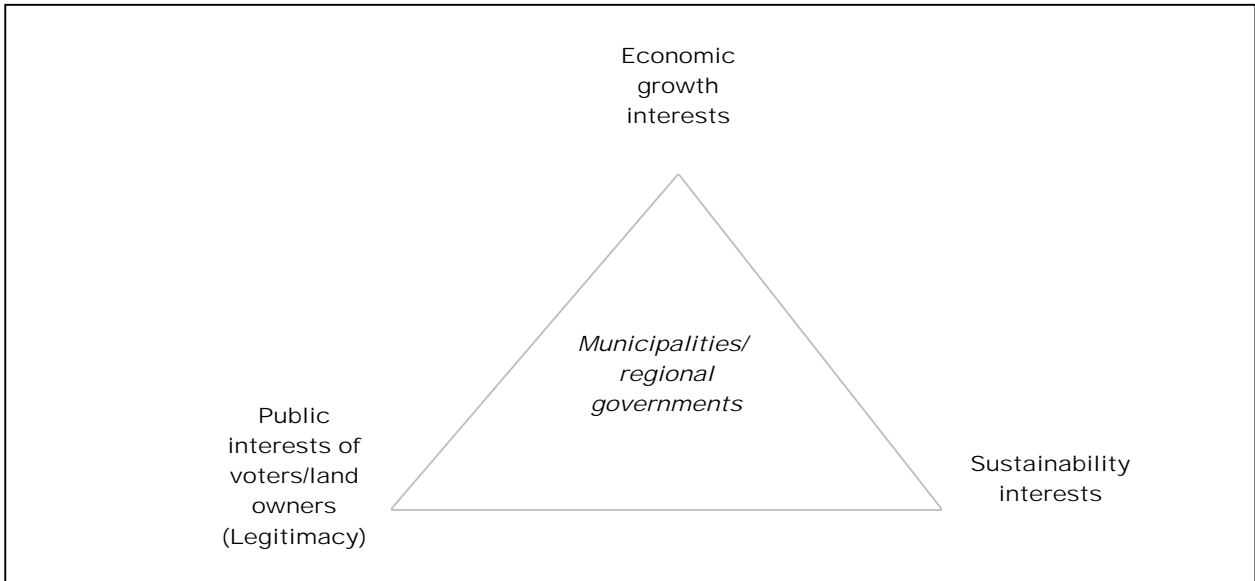 Economic
growth
interests
Municipalities/
regional
governments
Public
interests of
voters/land
owners
(Legitimacy)
Sustainability
interests